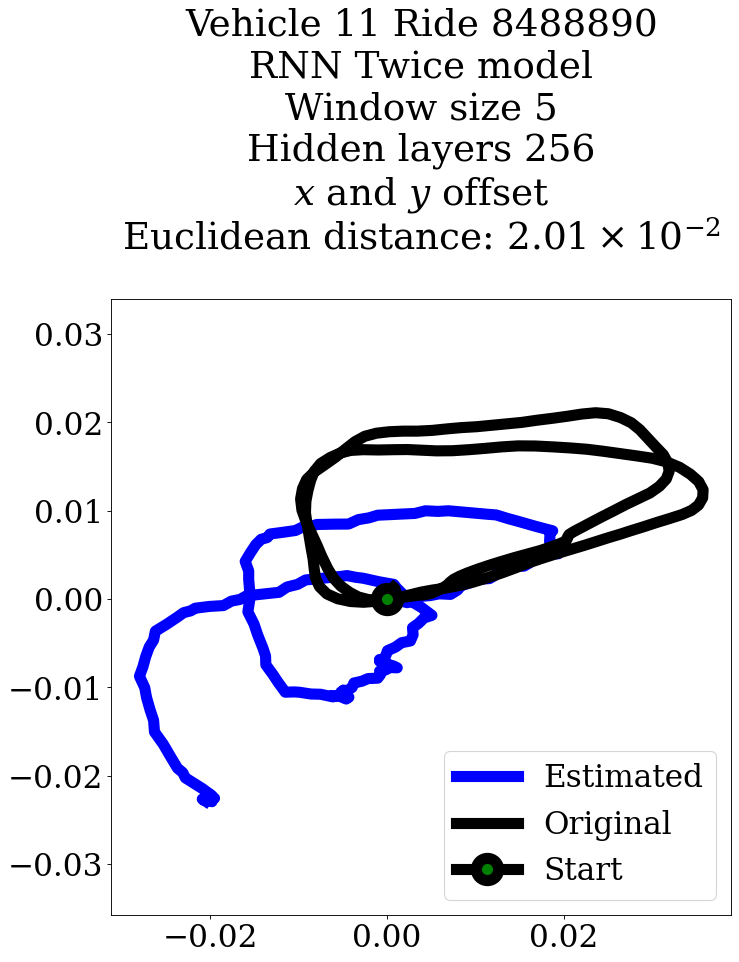 Vehicle 11 Ride 8488890
RNN Twice model
Window size 5
Hidden layers 256
x and y offset
Euclidean distance: 2.01 × 10⁻²
0.03
0.02
0.01
0.00
−0.01
−0.02
−0.03
Estimated
Original
Start
−0.02 0.00 0.02